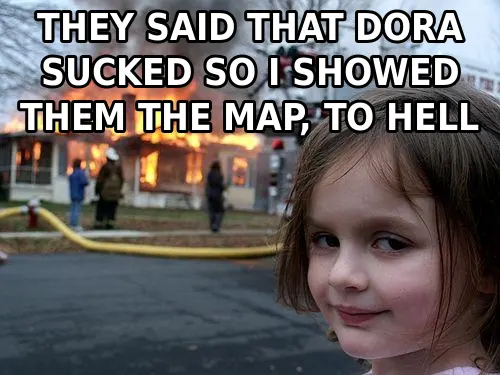 THEY SAID THAT DORA
SUCKED SO I SHOWED
THEM THE MAP, TO HELL